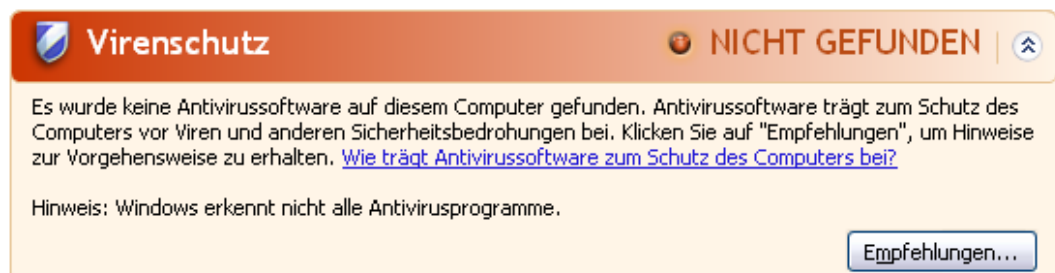 Virenschutz
NICHT GEFUNDEN
Es wurde keine Antivirussoftware auf diesem Computer gefunden. Antivirussoftware trägt zum Schutz des
Computers vor Viren und anderen Sicherheitsbedrohungen bei. Klicken Sie auf "Empfehlungen", um Hinweise
zur Vorgehensweise zu erhalten. Wie trägt Antivirussoftware zum Schutz des Computers bei?
Hinweis: Windows erkennt nicht alle Antivirusprogramme.
Empfehlungen...